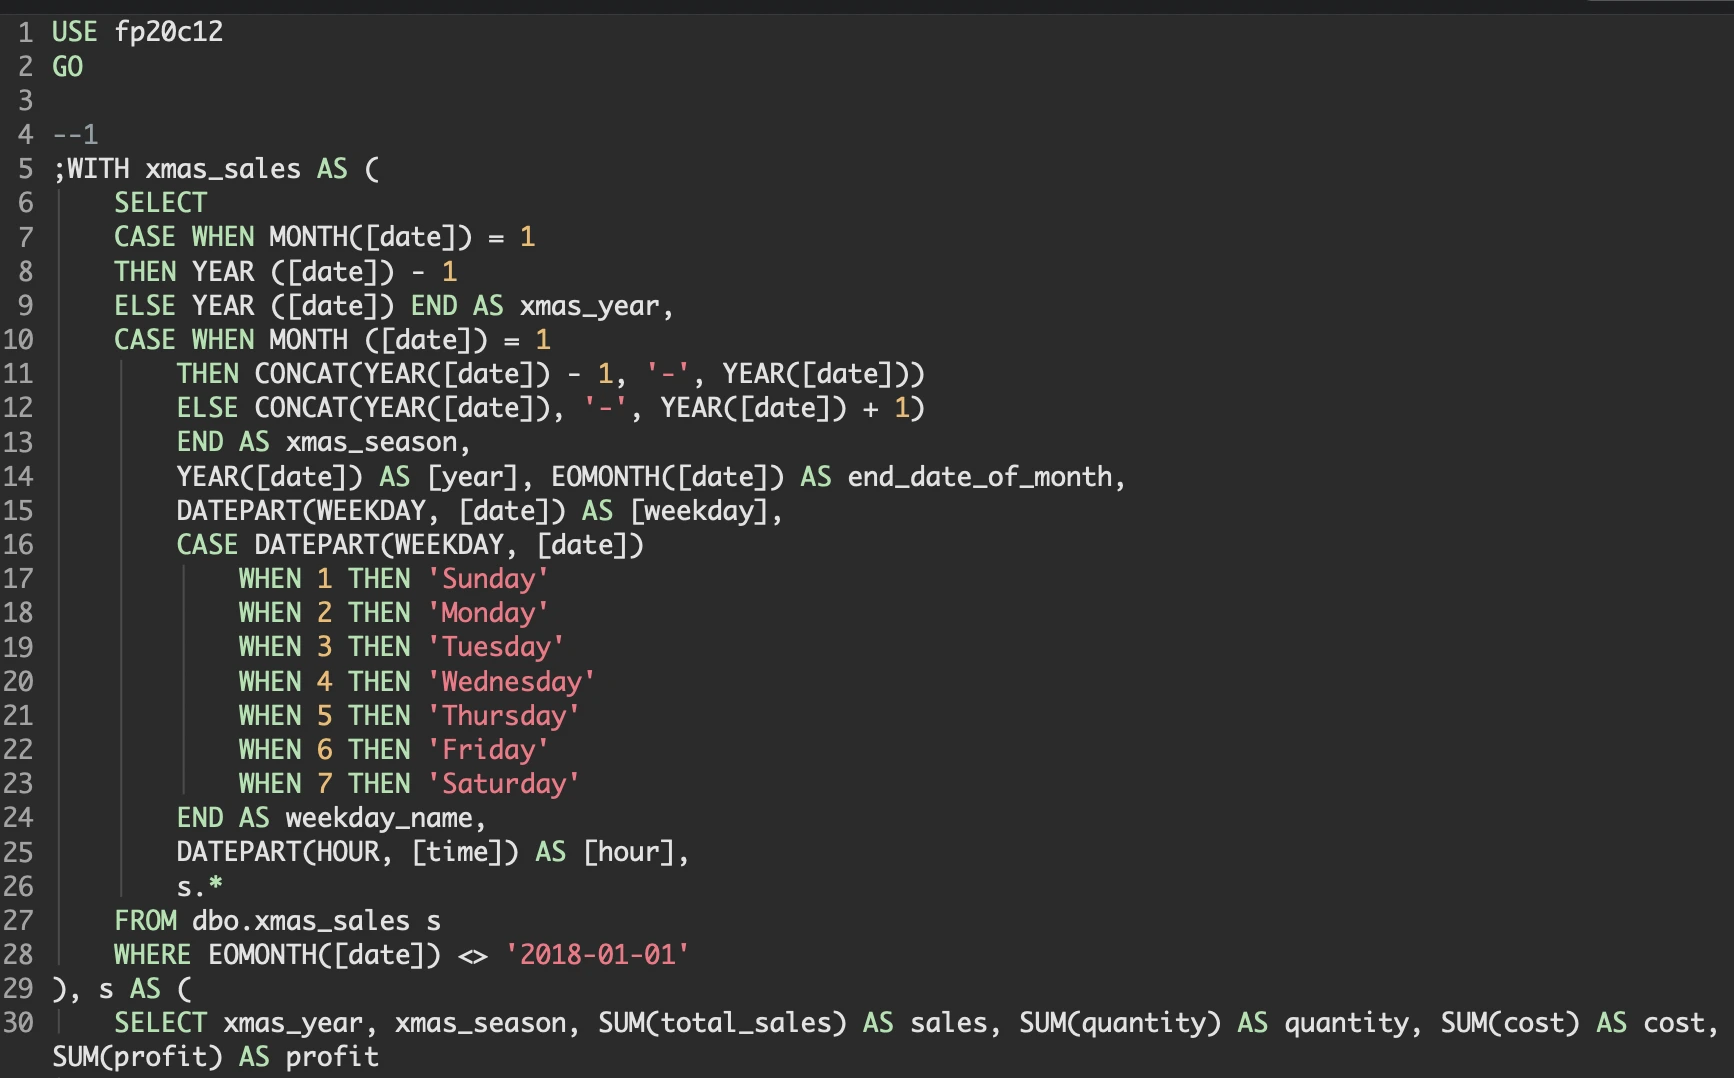 1 USE fp20c12
2 GO
3
4 --1
5 ;WITH xmas_sales AS (
6 SELECT
7 CASE WHEN MONTH([date]) = 1
8 THEN YEAR ([date]) - 1
9 ELSE YEAR ([date]) END AS xmas_year,
10 CASE WHEN MONTH ([date]) = 1
11 THEN CONCAT(YEAR([date]) - 1, '-', YEAR([date]))
12 ELSE CONCAT(YEAR([date]), '-', YEAR([date]) + 1)
13 END AS xmas_season,
14 YEAR([date]) AS [year], EOMONTH([date]) AS end_date_of_month,
15 DATEPART(WEEKDAY, [date]) AS [weekday],
16 CASE DATEPART(WEEKDAY, [date])
17 WHEN 1 THEN 'Sunday'
18 WHEN 2 THEN 'Monday'
19 WHEN 3 THEN 'Tuesday'
20 WHEN 4 THEN 'Wednesday'
21 WHEN 5 THEN 'Thursday'
22 WHEN 6 THEN 'Friday'
23 WHEN 7 THEN 'Saturday'
24 END AS weekday_name,
25 DATEPART(HOUR, [time]) AS [hour],
26 s.*
27 FROM dbo.xmas_sales s
28 WHERE EOMONTH([date]) <> '2018-01-01'
29 ), s AS (
30 SELECT xmas_year, xmas_season, SUM(total_sales) AS sales, SUM(quantity) AS quantity, SUM(cost) AS cost,
SUM(profit) AS profit